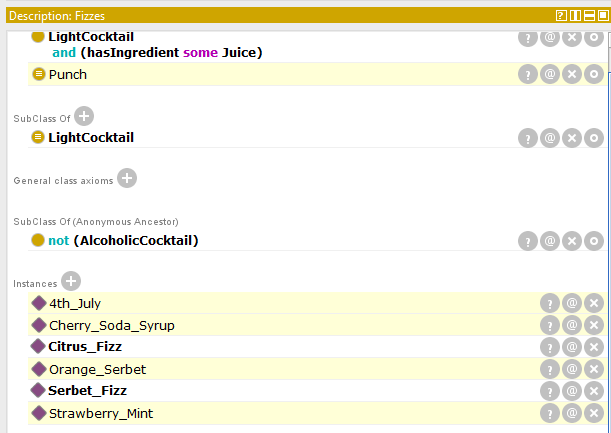 Description: Fizzes
LightCocktail
and (hasIngredient some Juice)
Punch
SubClass Of
LightCocktail
General class axioms
SubClass Of (Anonymous Ancestor)
not (AlcoholicCocktail)
Instances
4th_July
Cherry_Soda_Syrup
Citrus_Fizz
Orange_Serbet
Serbet_Fizz
Strawberry_Mint